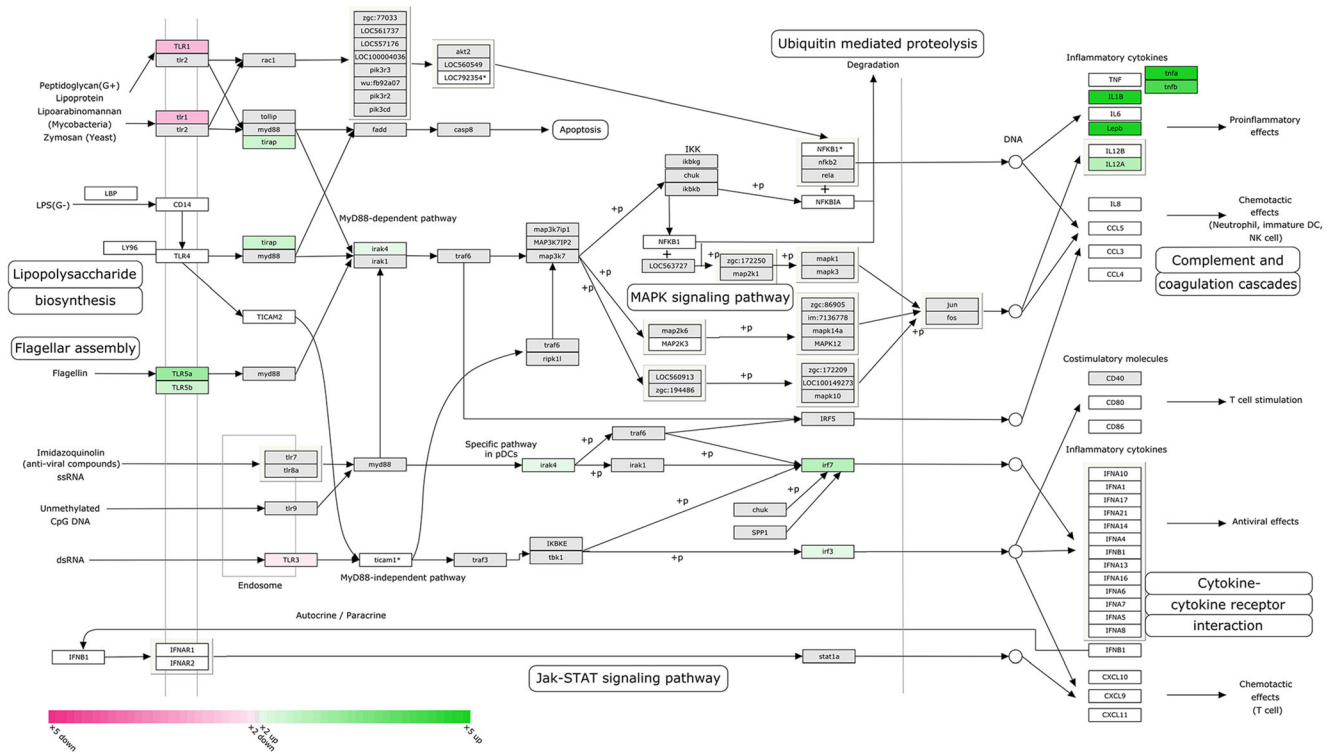 TLR1
tlr2
Peptidoglycan(G+)
Lipoprotein
Lipoarabinomannan
(Mycobacteria)
Zymosan (Yeast)
tlr1
tlr2
rac1
tollip
myd88
tirap
zgc:77033
LOC561737
LOC557176
LOC100004036
pik3r3
wu:fb92a07
pik3r2
pik3cd
akt2
LOC560549
LOC792354*
fadd
casp8
Apoptosis
Ubiquitin mediated proteolysis
Degradation
LBP
LPS(G-)
CD14
LY96
TLR4
tirap
myd88
MyD88-dependent pathway
irak4
irak1
traf6
map3k7ip1
MAP3K7IP2
map3k7
IKK
ikbkg
chuk
ikbkb
+p
+p
NFKB1*
nfkb2
rela
+
NFKBIA
NFKB1
+
LOC563727
+p
zgc:172250
map2k1
+p
mapk1
mapk3
MAPK signaling pathway
Lipopolysaccharide
biosynthesis
TICAM2
Flagellar assembly
Flagellin
TLR5a
TLR5b
myd88
traf6
ripk1l
+p
+p
+p
map2k6
MAP2K3
+p
zgc:86905
im:7136778
mapk14a
MAPK12
LOC560913
zgc:194486
+p
zgc:172209
LOC100149273
mapk10
jun
fos
+p
IRF5
DNA
Inflammatory cytokines
TNF
tnfa
tnfb
IL1B
IL6
Lepb
IL12B
IL12A
Proinflammatory
effects
IL8
CCL5
CCL3
CCL4
Chemotactic
effects
(Neutrophil, immature DC,
NK cell)
Complement and
coagulation cascades
Costimulatory molecules
CD40
CD80
CD86
T cell stimulation
Imidazoquinolin
(anti-viral compounds)
ssRNA
tlr7
tlr8a
myd88
Specific pathway
in pDCs
irak4
+p
traf6
+p
+p
irak1
+p
irf7
Unmethylated
CpG DNA
tlr9
chuk
SPP1
+p
+p
dsRNA
TLR3
Endosome
ticam1*
MyD88-independent pathway
traf3
IKBKE
tbk1
+p
irf3
Inflammatory cytokines
IFNA10
IFNA1
IFNA17
IFNA21
IFNA14
IFNA4
IFNB1
IFNA13
IFNA16
IFNA6
IFNA7
IFNA5
IFNA8
Antiviral effects
Cytokine-
cytokine receptor
interaction
Autocrine / Paracrine
IFNB1
IFNB1
IFNAR1
IFNAR2
stat1a
Jak-STAT signaling pathway
CXCL10
CXCL9
CXCL11
Chemotactic
effects
(T cell)
×5 down
×2 down
×2 up
×5 up